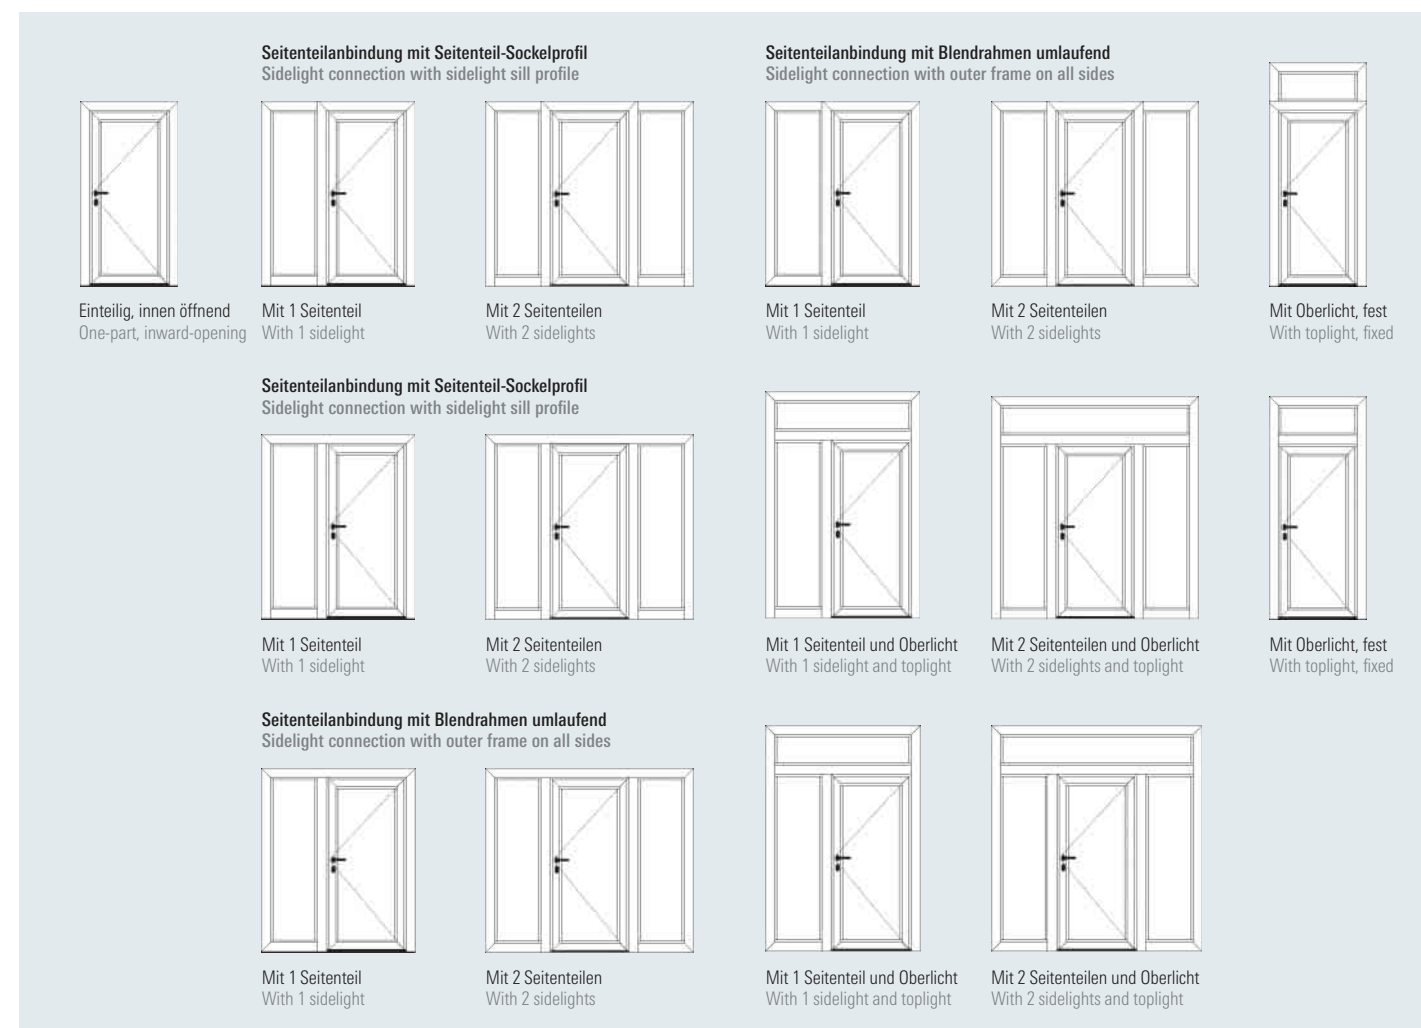 Seitenteilanbindung mit Seitenteil-Sockelprofil
Sidelight connection with sidelight sill profile
Seitenteilanbindung mit Blendrahmen umlaufend
Sidelight connection with outer frame on all sides
Einteilig, innen öffnend
One-part, inward-opening
Mit 1 Seitenteil
With 1 sidelight
Mit 2 Seitenteilen
With 2 sidelights
Mit 1 Seitenteil
With 1 sidelight
Mit 2 Seitenteilen
With 2 sidelights
Mit Oberlicht, fest
With toplight, fixed
Seitenteilanbindung mit Seitenteil-Sockelprofil
Sidelight connection with sidelight sill profile
Mit 1 Seitenteil
With 1 sidelight
Mit 2 Seitenteilen
With 2 sidelights
Mit 1 Seitenteil und Oberlicht
With 1 sidelight and toplight
Mit 2 Seitenteilen und Oberlicht
With 2 sidelights and toplight
Mit Oberlicht, fest
With toplight, fixed
Seitenteilanbindung mit Blendrahmen umlaufend
Sidelight connection with outer frame on all sides
Mit 1 Seitenteil
With 1 sidelight
Mit 2 Seitenteilen
With 2 sidelights
Mit 1 Seitenteil und Oberlicht
With 1 sidelight and toplight
Mit 2 Seitenteilen und Oberlicht
With 2 sidelights and toplight